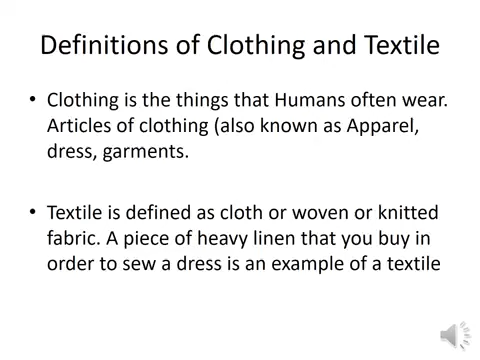 Definitions of Clothing and Textile
• Clothing is the things that Humans often wear.
Articles of clothing (also known as Apparel,
dress, garments.
• Textile is defined as cloth or woven or knitted
fabric. A piece of heavy linen that you buy in
order to sew a dress is an example of a textile